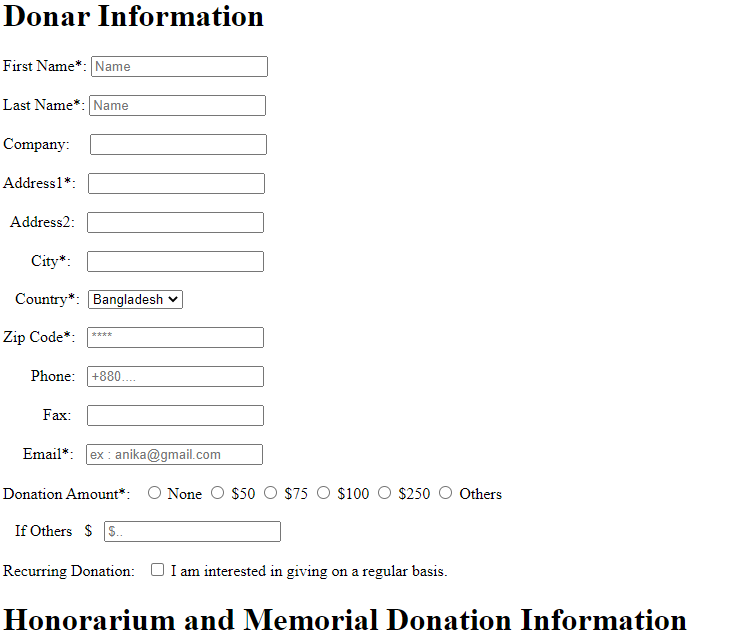 Donar Information
First Name*: Name
Last Name*: Name
Company:
Address1*:
Address2:
City*:
Country*: Bangladesh
Zip Code*: ****
Phone: +880....
Fax:
Email*: ex : anika@gmail.com
Donation Amount*: None $50 $75 $100 $250 Others
If Others $ $..
Recurring Donation: I am interested in giving on a regular basis.
Honorarium and Memorial Donation Information